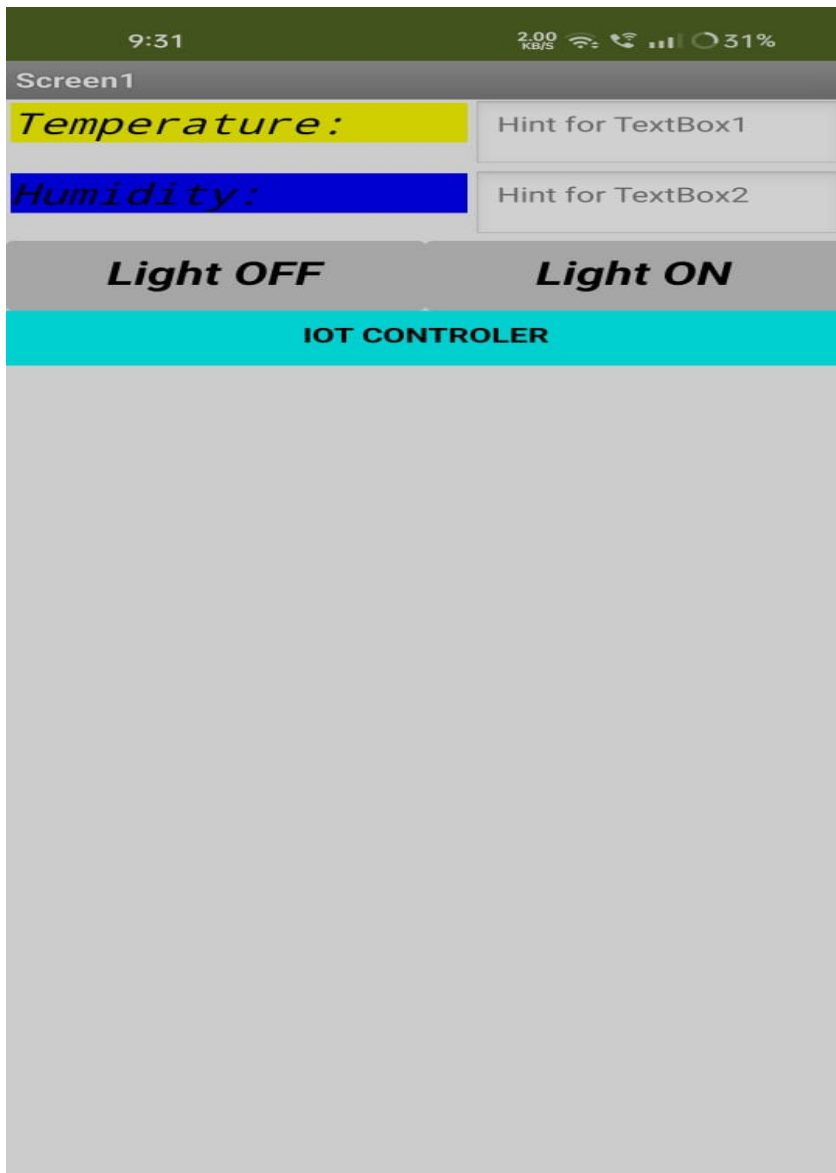 9:31 2.00 KB/S 31%
Screen1
Temperature: Hint for TextBox1
Humidity: Hint for TextBox2
Light OFF Light ON
IOT CONTROLER